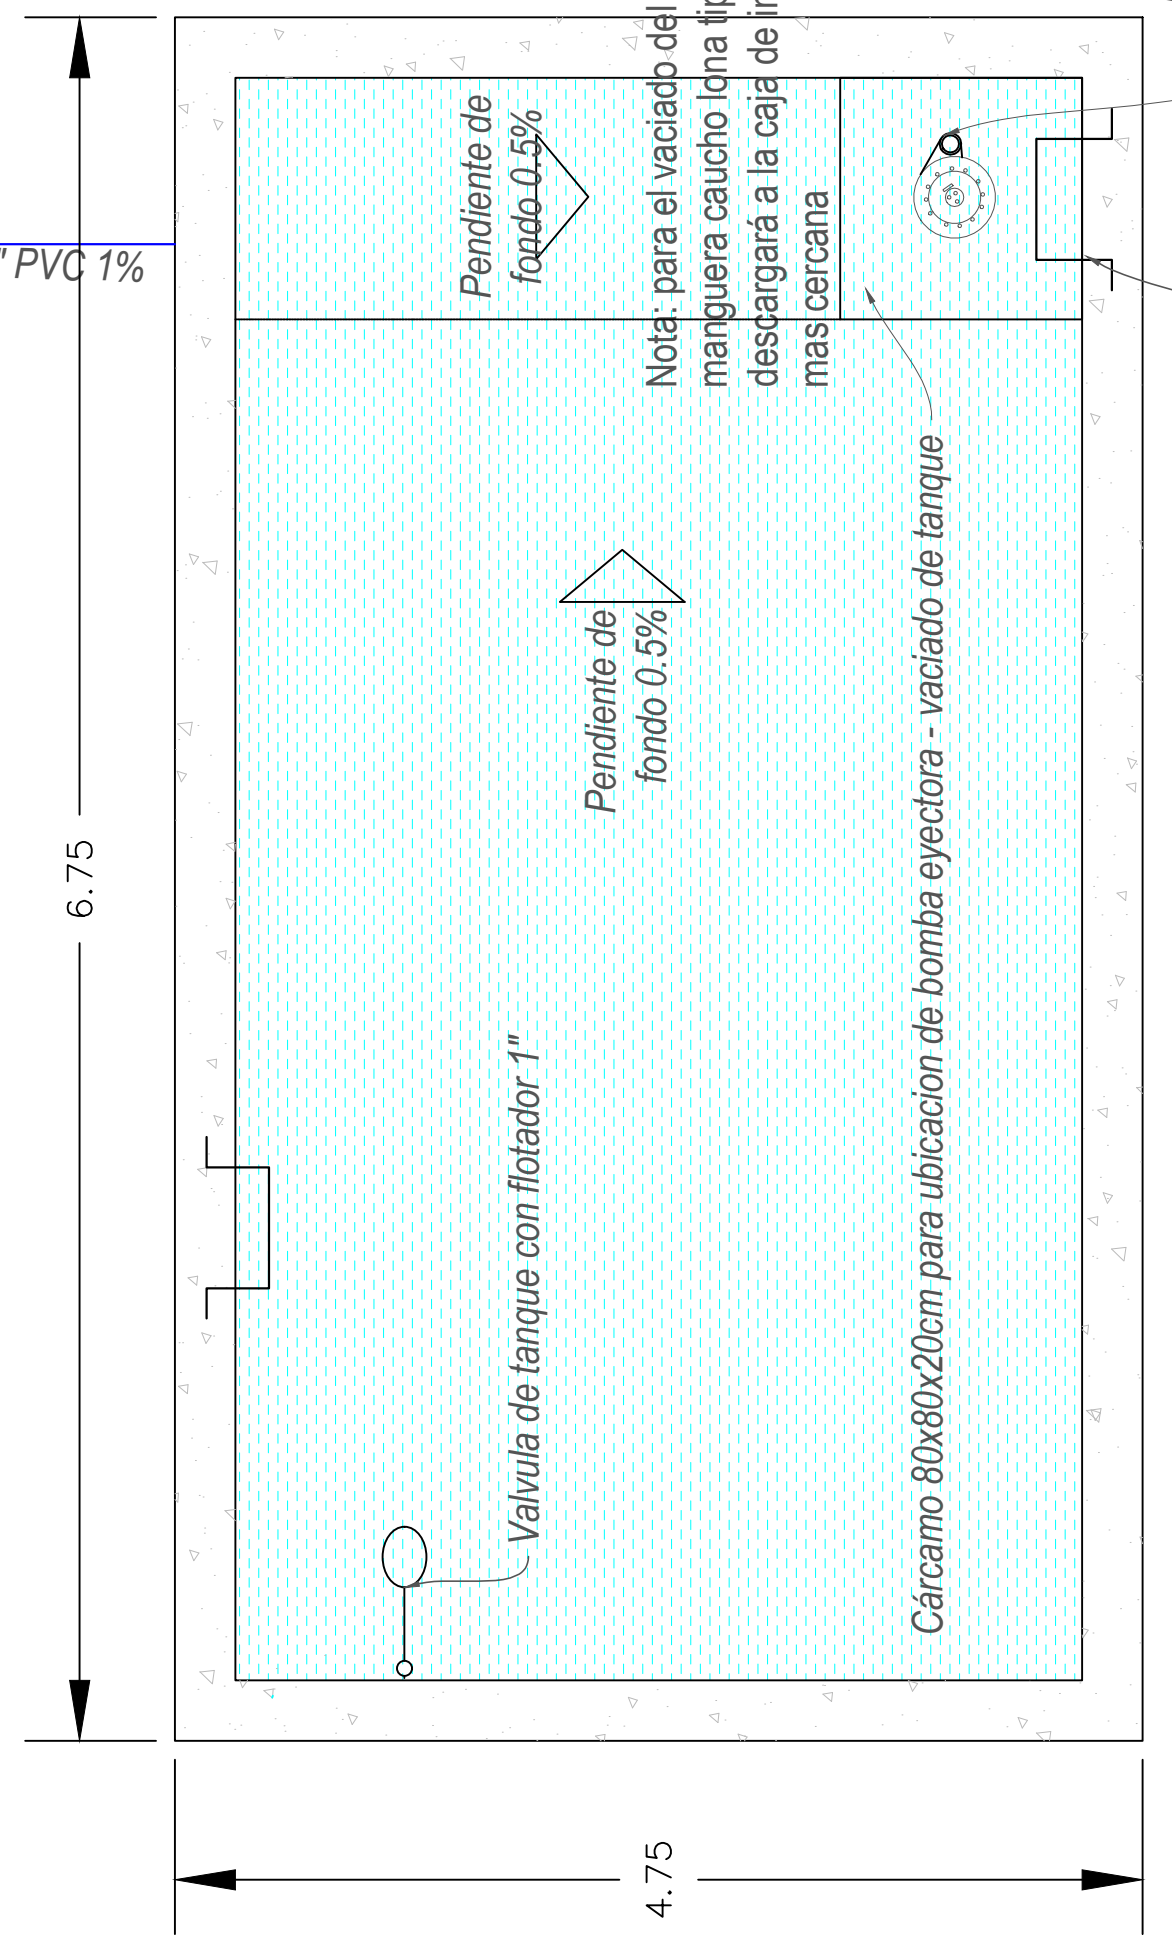 " PVC 1%
6.75
Pendiente de
fondo 0.5%
Nota: para el vaciado del
manguera caucho lona
descargará a la caja de
mas cercana
Pendiente de
fondo 0.5%
Valvula de tanque con flotador 1"
Cárcamo 80x80x20cm para ubicacion de bomba eyectora - vaciado de tanque
4.75